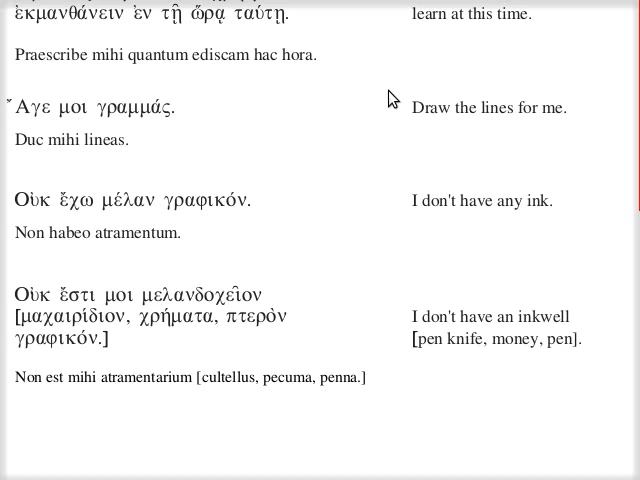 ἐκμανθάνειν ἐν τῇ ὥρᾳ ταύτῃ.
learn at this time.
Praescribe mihi quantum ediscam hac hora.
Ἄγε μοι γραμμάς.
Draw the lines for me.
Duc mihi lineas.
Οὐκ ἔχω μέλαν γραφικόν.
I don't have any ink.
Non habeo atramentum.
Οὐκ ἔστι μοι μελανδοχεῖον
[μαχαιρίδιον, χρήματα, πτερὸν
γραφικόν.]
I don't have an inkwell
[pen knife, money, pen].
Non est mihi atramentarium [cultellus, pecuma, penna.]